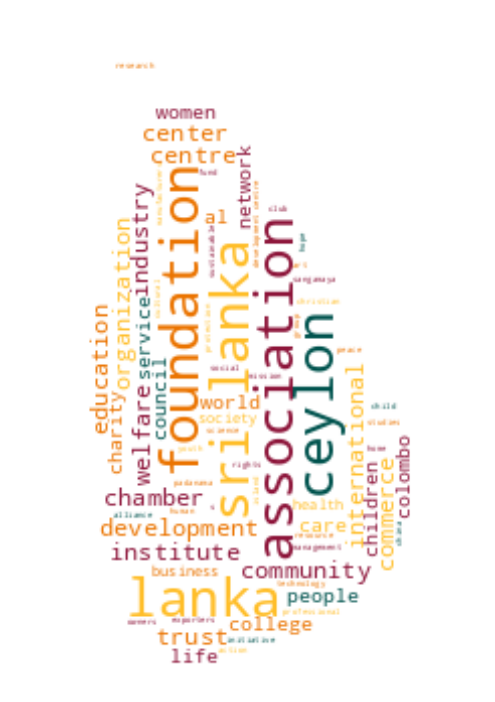 research
women
center
centre
network
fund
industry
foundation
al
club
development centre
organization
sri lanka
association
hope
sangamaya
christian
service
ceylon
education
council
group
peace
social
mission
world
international
child
charity
welfare
society
studies
science
colombo
youth
rights
home
children
commerce
padanama
chamber
health
alliance
human
care
development
resource
institute
management
business
community
technology
lanka
people
professional
women
exporters
college
trust
initiative
action
life